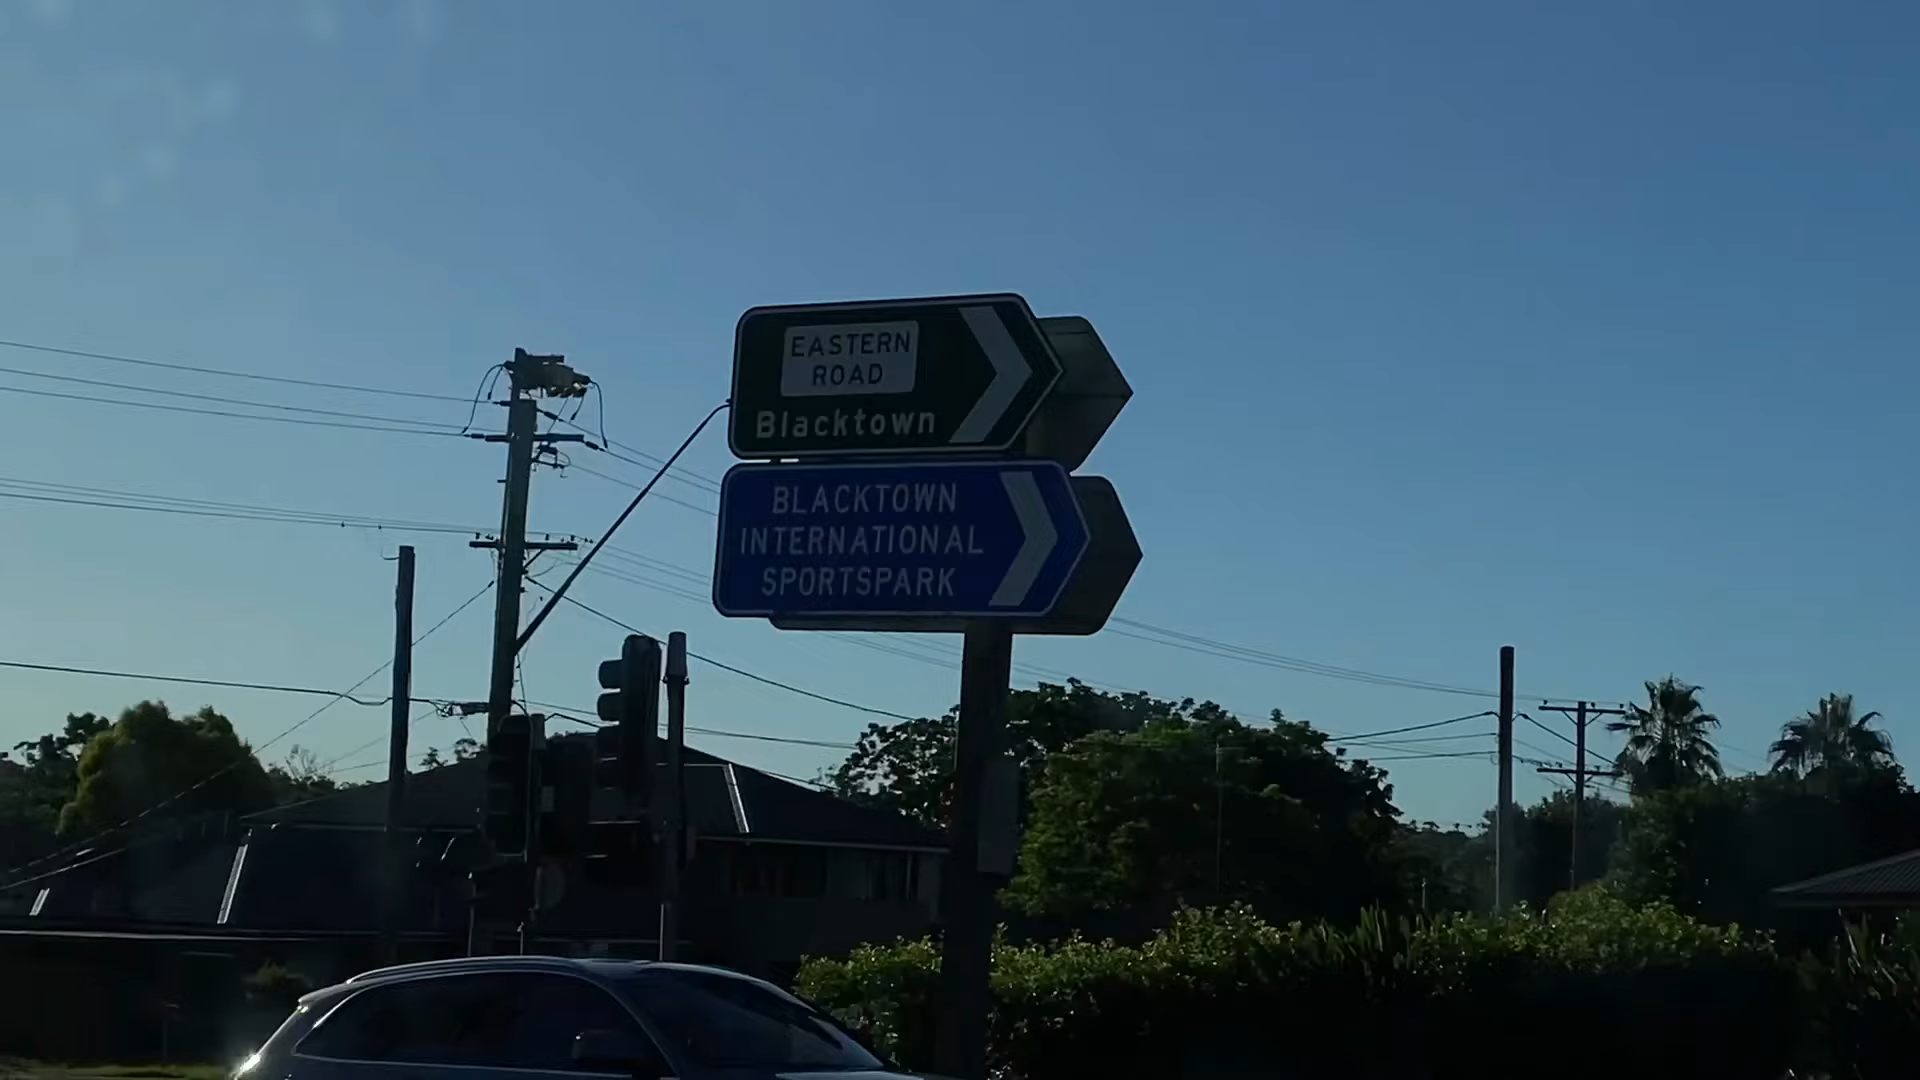 EASTERN
ROAD
Blacktown
BLACKTOWN
INTERNATIONAL
SPORTSPARK